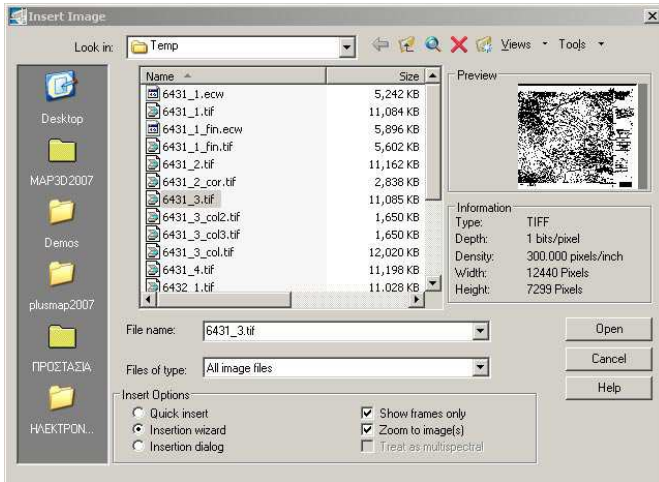 Insert Image
Look in: Temp Views Tools
Desktop
MAP3D2007
Demos
plusmap2007
ΠΡΟΣΤΑΣΙΑ
ΗΛΕΚΤΡΟΝ...
Name Size
6431_1.ecw 5,242 KB
6431_1.tif 11,084 KB
6431_1_fin.ecw 5,896 KB
6431_1_fin.tif 5,602 KB
6431_2.tif 11,162 KB
6431_2_cor.tif 2,838 KB
6431_3.tif 11,085 KB
6431_3_col2.tif 1,650 KB
6431_3_col3.tif 1,650 KB
6431_3_col.tif 12,020 KB
6431_4.tif 11,198 KB
6432_1.tif 11,028 KB
Preview
Information
Type: TIFF
Depth: 1 bits/pixel
Density: 300.000 pixels/inch
Width: 12440 Pixels
Height: 7299 Pixels
File name: 6431_3.tif
Files of type: All image files
Open
Cancel
Help
Insert Options
Quick insert
Insertion wizard
Insertion dialog
Show frames only
Zoom to image(s)
Treat as multispectral